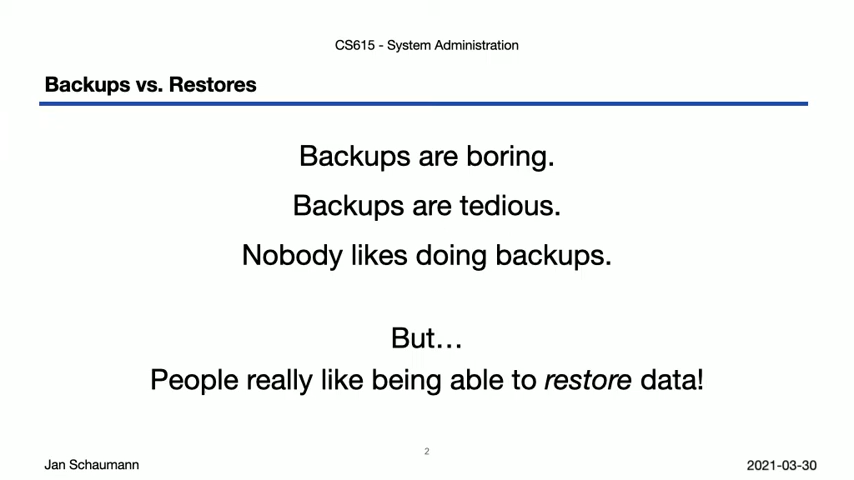 CS615 - System Administration
Backups vs. Restores
Backups are boring.
Backups are tedious.
Nobody likes doing backups.
But…
People really like being able to restore data!
2
Jan Schaumann
2021-03-30